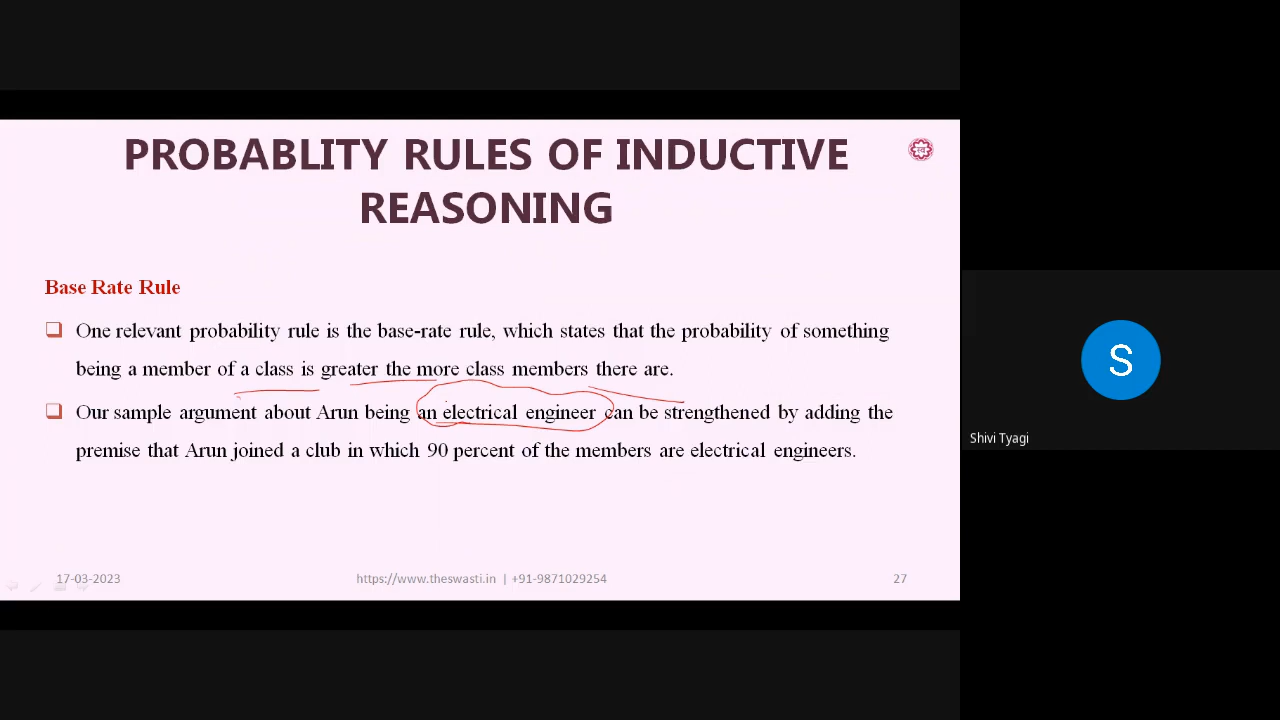 PROBABLITY RULES OF INDUCTIVE
REASONING
Base Rate Rule
One relevant probability rule is the base-rate rule, which states that the probability of something
being a member of a class is greater the more class members there are.
Our sample argument about Arun being an electrical engineer can be strengthened by adding the
premise that Arun joined a club in which 90 percent of the members are electrical engineers.
17-03-2023
https://www.theswasti.in | +91-9871029254
27
S
Shivi Tyagi